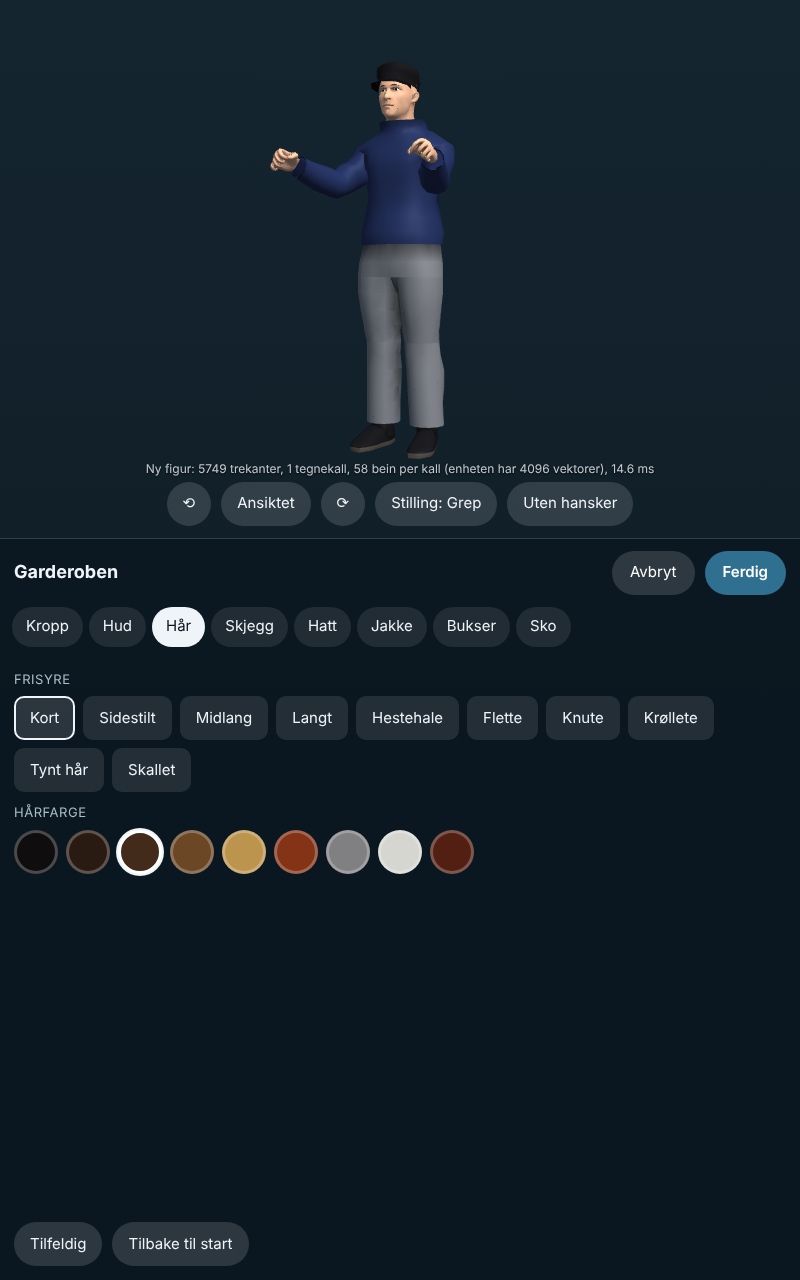 Ny figur: 5749 trekanter, 1 tegnekall, 58 bein per kall (enheten har 4096 vektorer), 14.6 ms
⟲ Ansiktet ⟳ Stilling: Grep Uten hansker
Garderoben Avbryt Ferdig
Kropp Hud Hår Skjegg Hatt Jakke Bukser Sko
FRISYRE
Kort Sidestilt Midlang Langt Hestehale Flette Knute Krøllete
Tynt hår Skallet
HÅRFARGE
Tilfeldig Tilbake til start